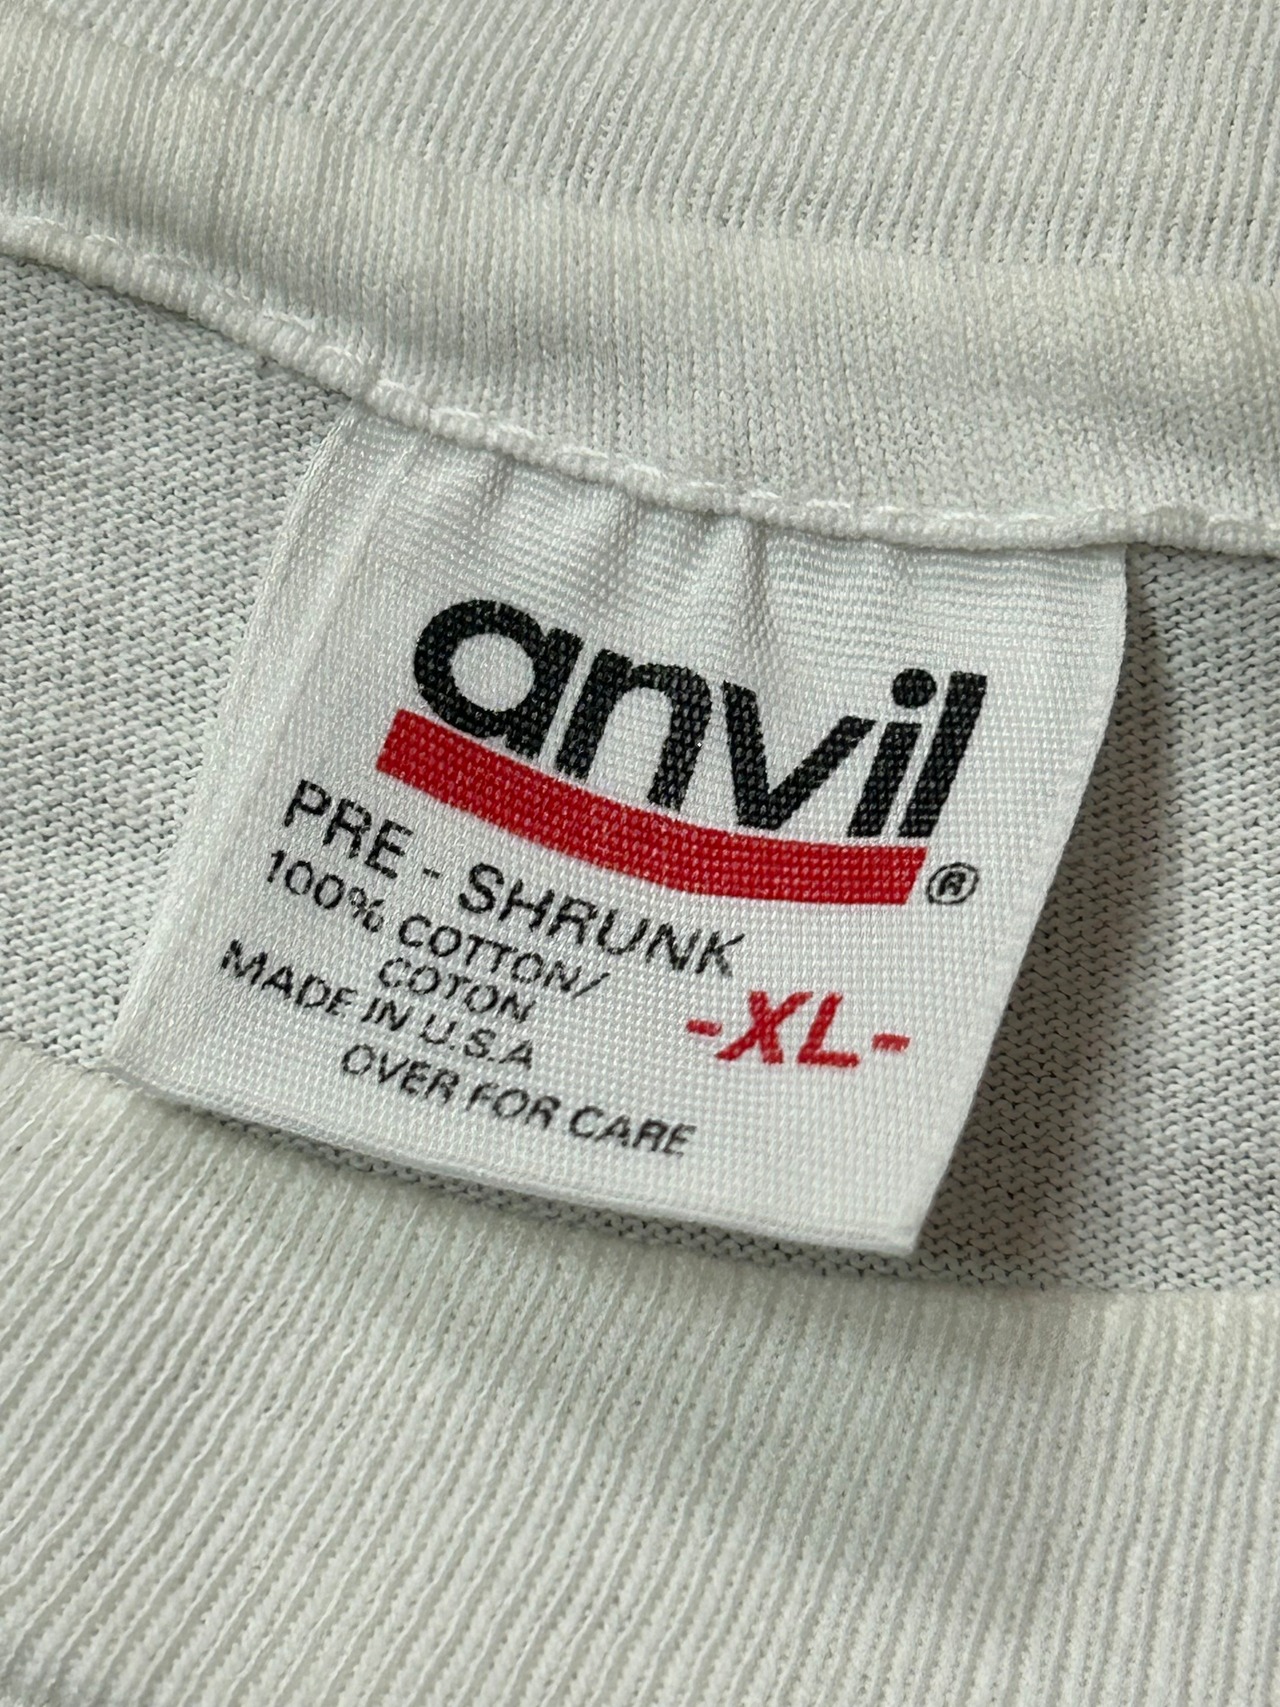 anvil®
PRE - SHRUNK
100% COTTON/
COTON
MADE IN U.S.A
-XL-
OVER FOR CARE